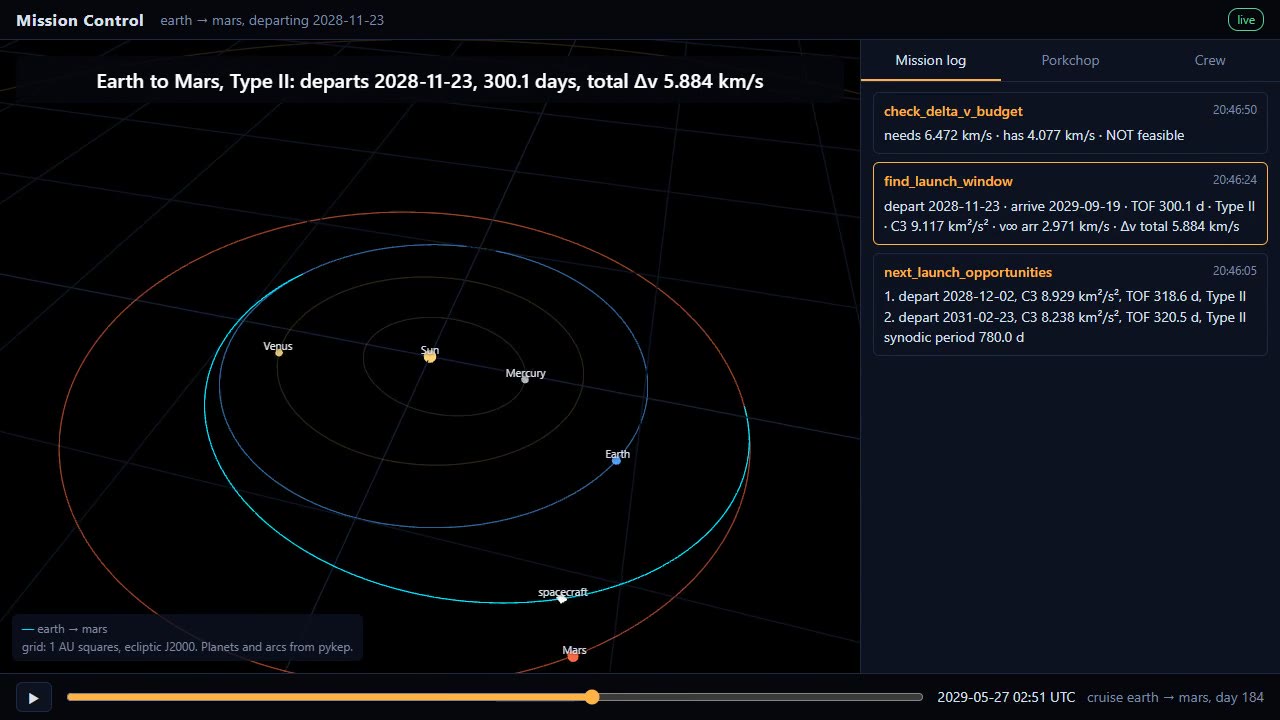 Mission Control earth → mars, departing 2028-11-23 live
Earth to Mars, Type II: departs 2028-11-23, 300.1 days, total Δv 5.884 km/s
Venus
Sun
Mercury
Earth
spacecraft
Mars
— earth → mars
grid: 1 AU squares, ecliptic J2000. Planets and arcs from pykep.
Mission log Porkchop Crew
check_delta_v_budget 20:46:50
needs 6.472 km/s · has 4.077 km/s · NOT feasible
find_launch_window 20:46:24
depart 2028-11-23 · arrive 2029-09-19 · TOF 300.1 d · Type II
· C3 9.117 km²/s² · v∞ arr 2.971 km/s · Δv total 5.884 km/s
next_launch_opportunities 20:46:05
1. depart 2028-12-02, C3 8.929 km²/s², TOF 318.6 d, Type II
2. depart 2031-02-23, C3 8.238 km²/s², TOF 320.5 d, Type II
synodic period 780.0 d
2029-05-27 02:51 UTC cruise earth → mars, day 184